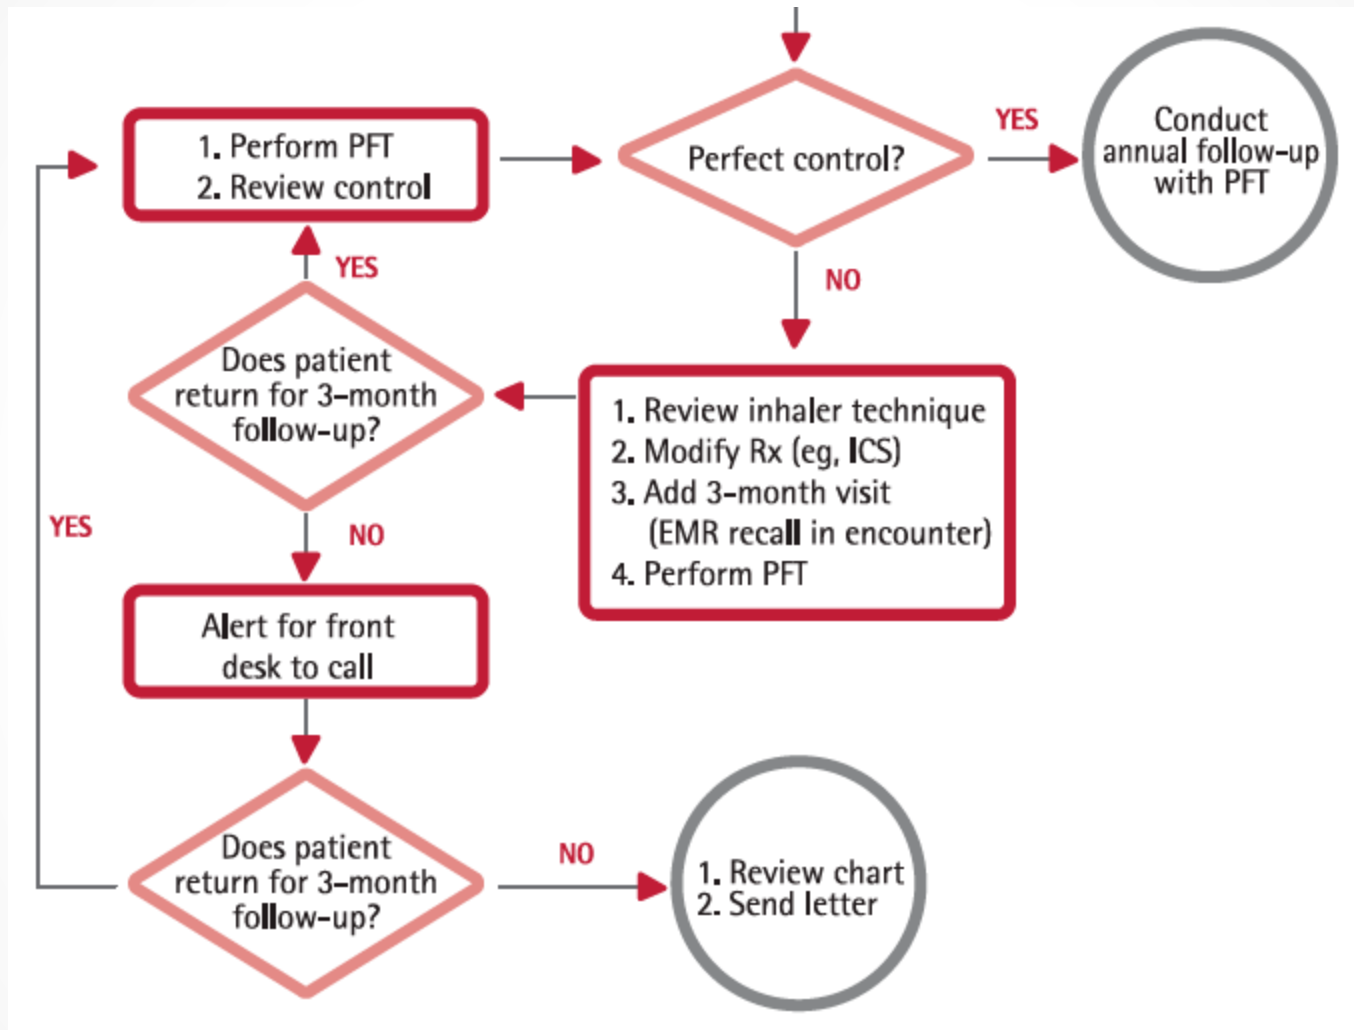 1. Perform PFT
2. Review control
Perfect control?
YES
Conduct
annual follow-up
with PFT
NO
1. Review inhaler technique
2. Modify Rx (eg, ICS)
3. Add 3-month visit
(EMR recall in encounter)
4. Perform PFT
YES
Does patient
return for 3-month
follow-up?
NO
YES
Alert for front
desk to call
Does patient
return for 3-month
follow-up?
NO
1. Review chart
2. Send letter